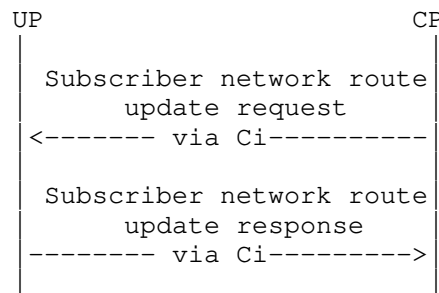 UP CP
Subscriber network route
update request
<------- via Ci----------
Subscriber network route
update response
-------- via Ci--------->